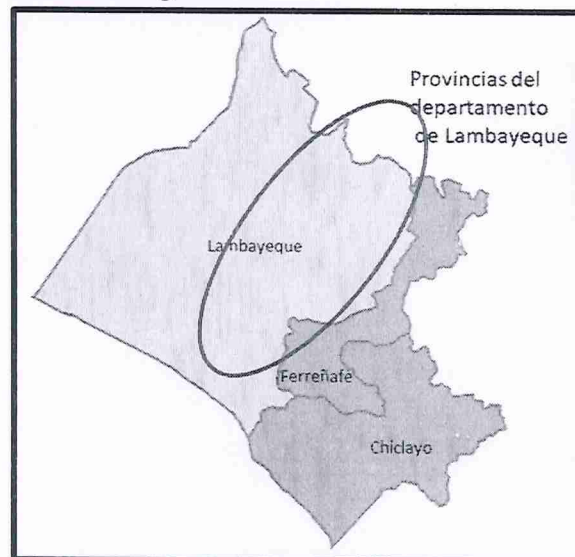 Provincias del
departamento
de Lambayeque
Lambayeque
Ferreñafe
Chiclayo